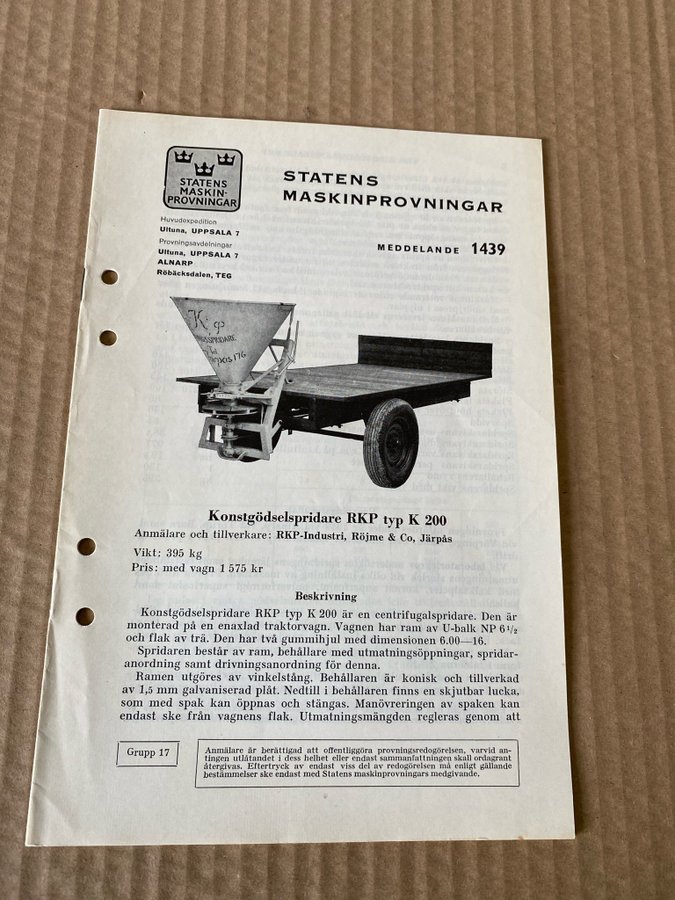 STATENS
MASKIN-
PROVNINGAR
STATENS
MASKINPROVNINGAR
Huvudexpedition
Ultuna, UPPSALA 7
Provningsavdelningar
Ultuna, UPPSALA 7
ALNARP
Röbäcksdalen, TEG
MEDDELANDE 1439
Konstgödselspridare RKP typ K 200
Anmälare och tillverkare: RKP-Industri, Röjme & Co, Järpås
Vikt: 395 kg
Pris: med vagn 1 575 kr
Beskrivning
Konstgödselspridare RKP typ K 200 är en centrifugalspridare. Den är
monterad på en enaxlad traktorvagn. Vagnen har ram av U-balk NP 6 1/2
och flak av trä. Den har två gummihjul med dimensionen 6.00—16.
Spridaren består av ram, behållare med utmatningsöppningar, spridar-
anordning samt drivningsanordning för denna.
Ramen utgöres av vinkelstång. Behållaren är konisk och tillverkad
av 1,5 mm galvaniserad plåt. Nedtill i behållaren finns en skjutbar lucka,
som med spak kan öppnas och stängas. Manövreringen av spaken kan
endast ske från vagnens flak. Utmatningsmängden regleras genom att
Grupp 17
Anmälare är berättigad att offentliggöra provningsredogörelsen, varvid an-
tingen utlåtandet i dess helhet eller endast sammanfattningen skall ordagrant
återgivas. Eftertryck av endast viss del av redogörelsen må enligt gällande
bestämmelser ske endast med Statens maskinprovningars medgivande.